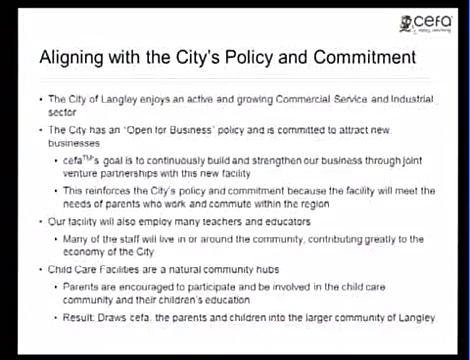 cefa
Aligning with the City's Policy and Commitment
• The City of Langley enjoys an active and growing Commercial Service and Industrial
sector
• The City has an 'Open for Business' policy and is committed to attract new
businesses
• cefa™'s goal is to continuously build and strengthen our business through joint
venture partnerships with this new facility
• This reinforces the City's policy and commitment because the facility will meet the
needs of parents who work and commute within the region
• Our facility will also employ many teachers and educators
• Many of the staff will live in or around the community, contributing greatly to the
economy of the City
• Child Care Facilities are a natural community hubs
• Parents are encouraged to participate and be involved in the child care
community and their children's education
• Result: Draws cefa, the parents and children into the larger community of Langley